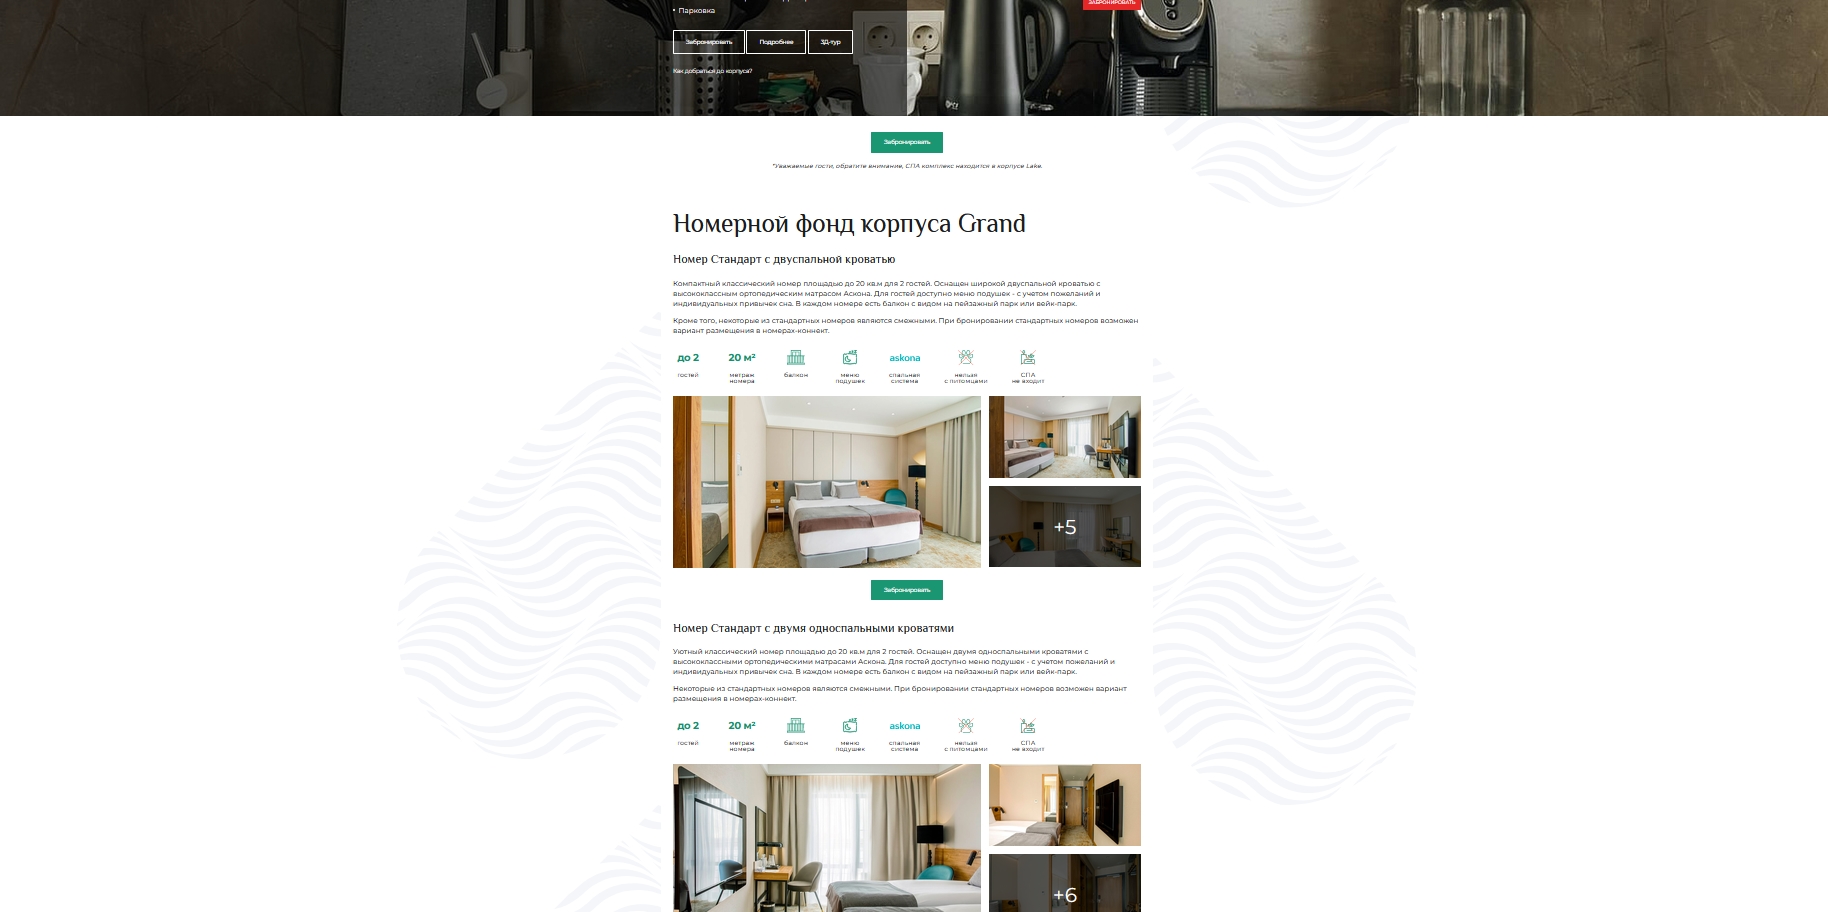 • Парковка
ЗАБРОНИРОВАТЬ
Забронировать
Подробнее
3Д-тур
Как добраться до корпуса?
Забронировать
*Уважаемые гости, обратите внимание, СПА комплекс находится в корпусе Lake.
Номерной фонд корпуса Grand
Номер Стандарт с двуспальной кроватью
Компактный классический номер площадью до 20 кв.м для 2 гостей. Оснащен широкой двуспальной кроватью с
высококлассным ортопедическим матрасом Аскона. Для гостей доступно меню подушек - с учетом пожеланий и
индивидуальных привычек сна. В каждом номере есть балкон с видом на пейзажный парк или вейк-парк.
Кроме того, некоторые из стандартных номеров являются смежными. При бронировании стандартных номеров возможен
вариант размещения в номерах-коннект.
до 2
гостей
20 м²
метраж
номера
балкон
меню
подушек
askona
спальная
система
нельзя
с питомцами
СПА
не входит
+5
Забронировать
Номер Стандарт с двумя односпальными кроватями
Уютный классический номер площадью до 20 кв.м для 2 гостей. Оснащен двумя односпальными кроватями с
высококлассными ортопедическими матрасами Аскона. Для гостей доступно меню подушек - с учетом пожеланий и
индивидуальных привычек сна. В каждом номере есть балкон с видом на пейзажный парк или вейк-парк.
Некоторые из стандартных номеров являются смежными. При бронировании стандартных номеров возможен вариант
размещения в номерах-коннект.
до 2
гостей
20 м²
метраж
номера
балкон
меню
подушек
askona
спальная
система
нельзя
с питомцами
СПА
не входит
+6